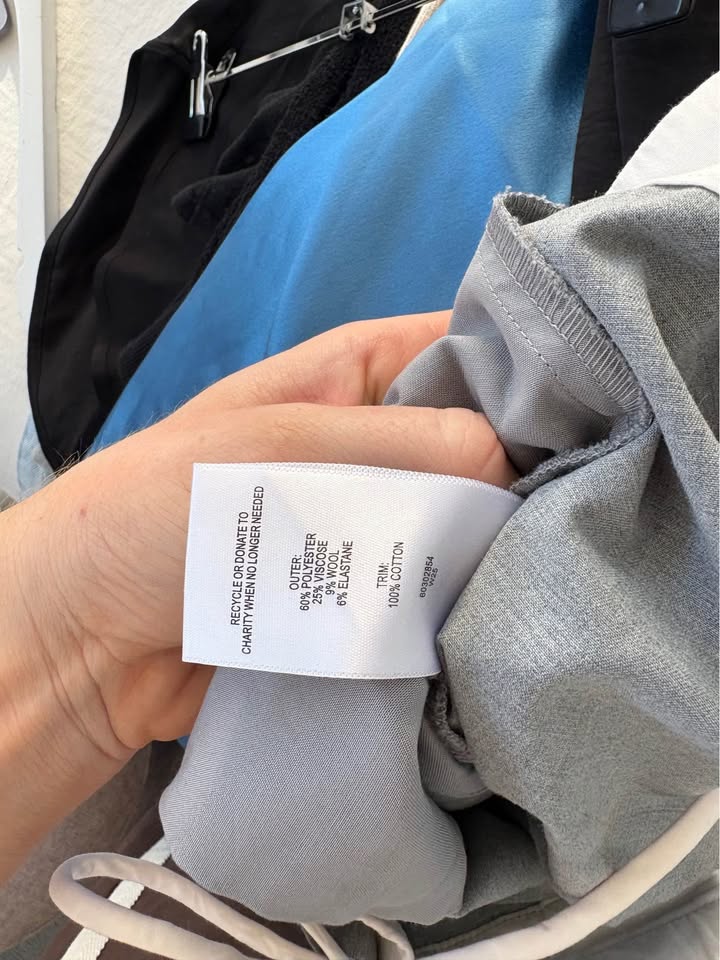 RECYCLE OR DONATE TO
CHARITY WHEN NO LONGER NEEDED
OUTER:
60% POLYESTER
25% VISCOSE
9% WOOL
6% ELASTANE
TRIM:
100% COTTON
60302854
W225